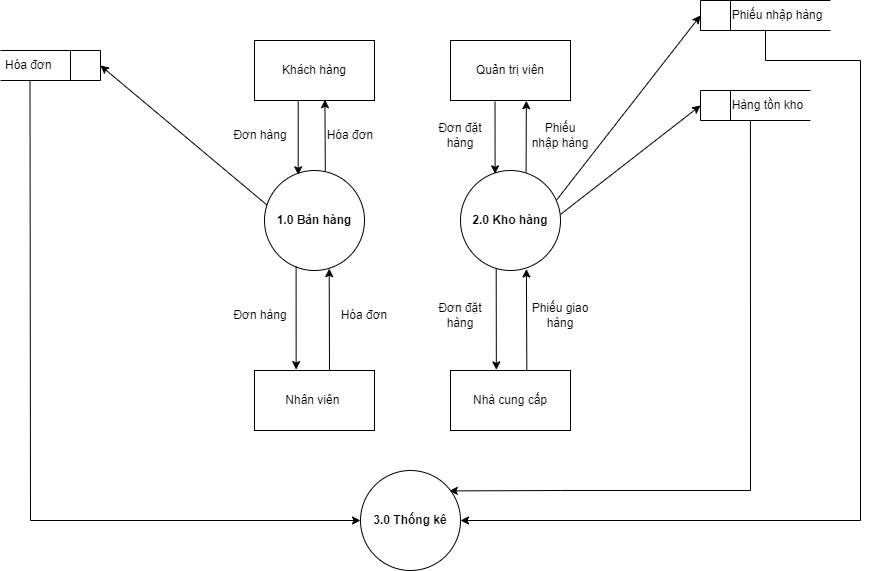 Phiếu nhập hàng
Hóa đơn
Khách hàng
Quản trị viên
Hàng tồn kho
Đơn hàng
Hóa đơn
Đơn đặt
hàng
Phiếu
nhập hàng
1.0 Bán hàng
2.0 Kho hàng
Đơn hàng
Hóa đơn
Đơn đặt
hàng
Phiếu giao
hàng
Nhân viên
Nhà cung cấp
3.0 Thống kê